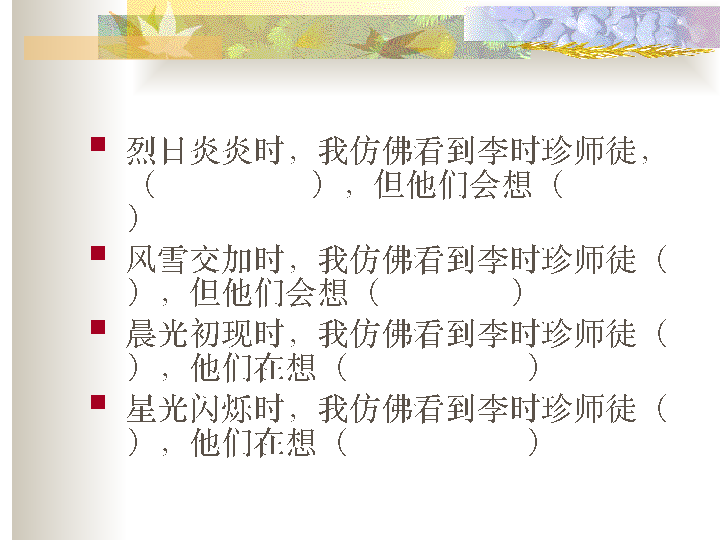 烈日炎炎时，我仿佛看到李时珍师徒，
（　　　　　），但他们会想（
）
风雪交加时，我仿佛看到李时珍师徒（
），但他们会想（　　　　）
晨光初现时，我仿佛看到李时珍师徒（
），他们在想（　　　　　　）
星光闪烁时，我仿佛看到李时珍师徒（
），他们在想（　　　　　　）